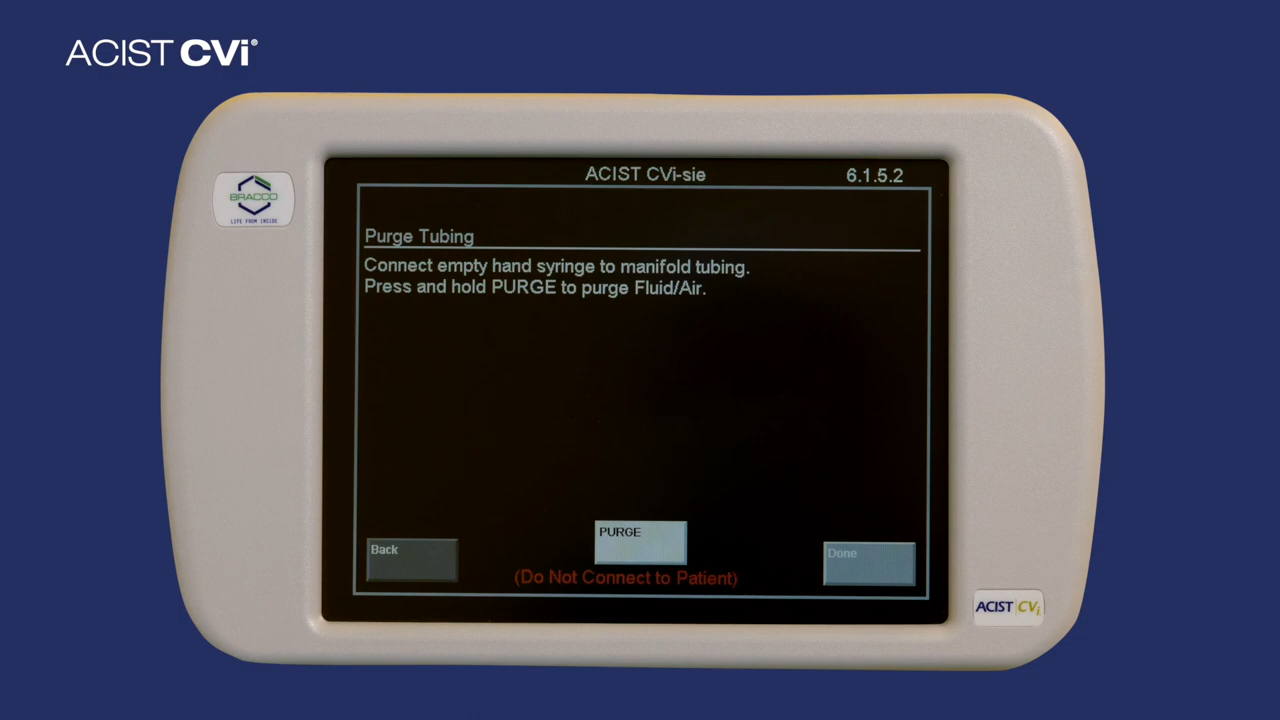 ACIST CVi®
ACIST CVi-sie 6.1.5.2
BRACCO
LIFE FROM INSIDE
Purge Tubing
Connect empty hand syringe to manifold tubing.
Press and hold PURGE to purge Fluid/Air.
PURGE
Back
Done
(Do Not Connect to Patient)
ACIST CVi